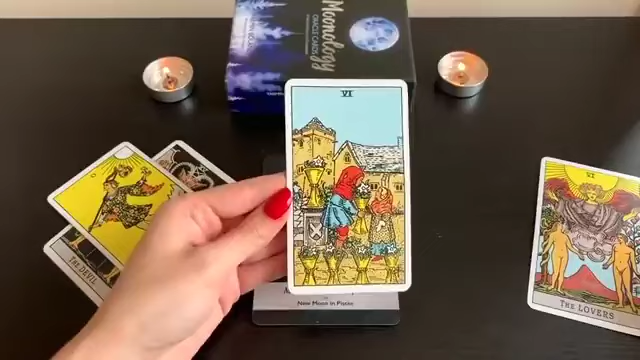 Moonology
ORACLE CARDS
VI
VI
THE DEVIL
THE LOVERS
New Moon in Pisces